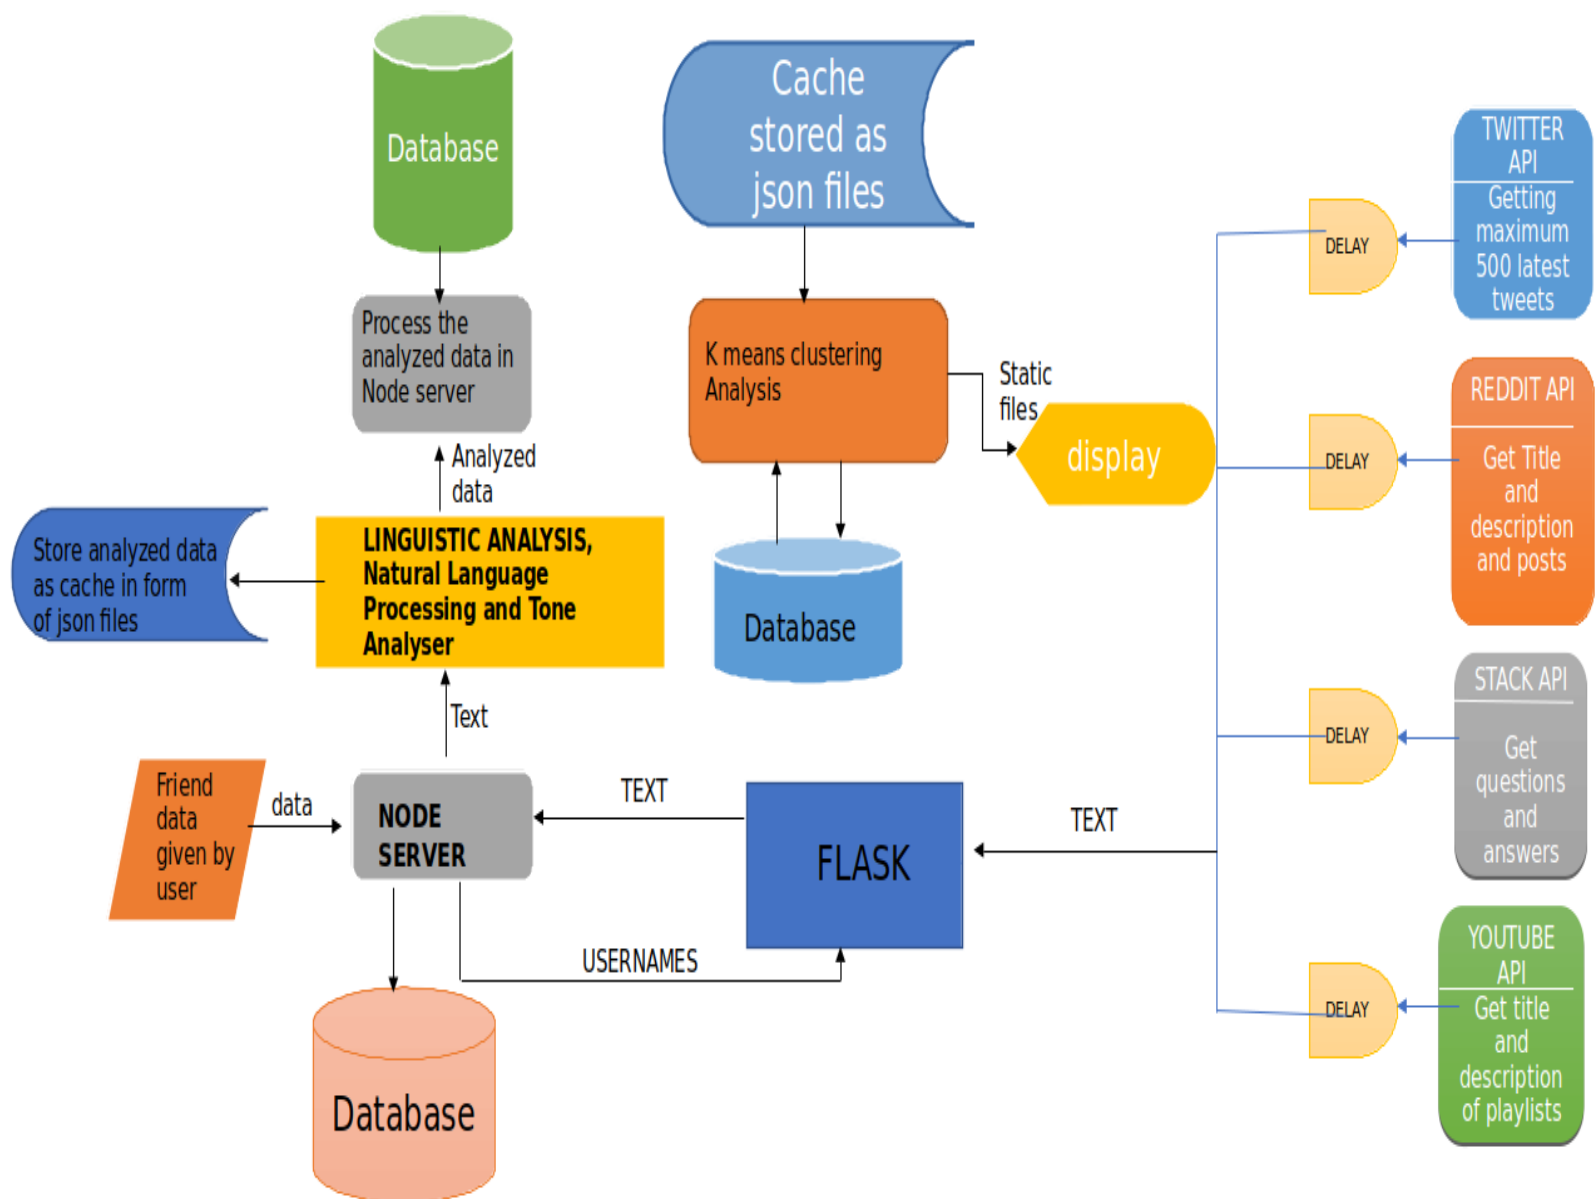 Database
Cache
stored as
json files
TWITTER
API
Getting
maximum
500 latest
tweets
DELAY
Process the
analyzed data in
Node server
K means clustering
Analysis
Static
files
display
REDDIT API
Get Title
and
description
and posts
DELAY
Analyzed
data
Store analyzed data
as cache in form
of json files
LINGUISTIC ANALYSIS,
Natural Language
Processing and Tone
Analyser
Database
STACK API
Get
questions
and
answers
DELAY
Text
Friend
data
given by
user
data
NODE
SERVER
TEXT
FLASK
TEXT
USERNAMES
YOUTUBE
API
Get title
and
description
of playlists
DELAY
Database